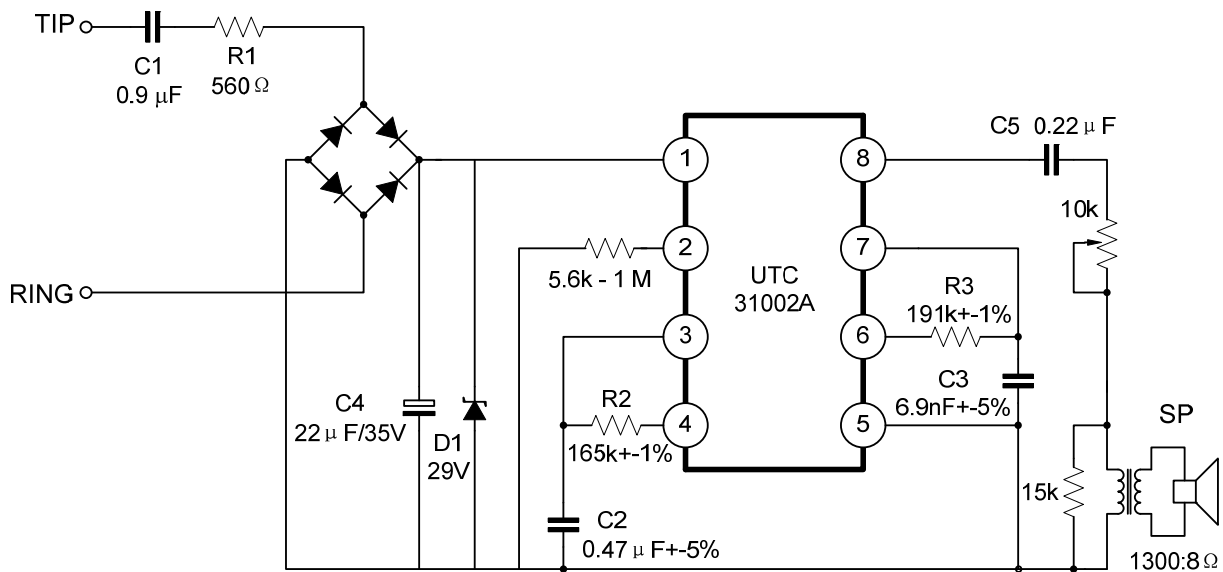 TIP
C1
0.9 μF
R1
560 Ω
RING
C4
22 μ F/35V
D1
29V
5.6k - 1 M
R2
165k+-1%
C2
0.47 μ F+-5%
1
2
3
4
UTC
31002A
8
7
6
5
R3
191k+-1%
C3
6.9nF+-5%
C5 0.22 μ F
10k
15k
SP
1300:8 Ω